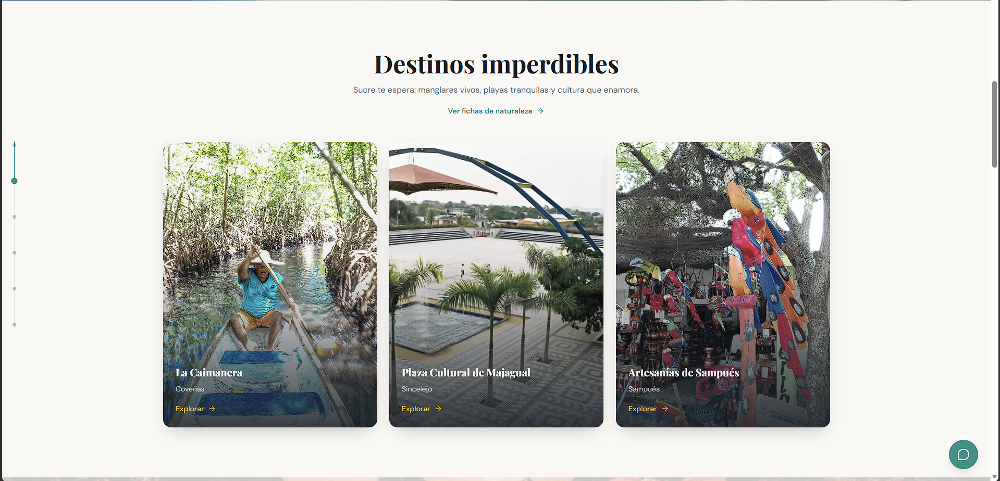 Destinos imperdibles
Sucre te espera: manglares vivos, playas tranquilas y cultura que enamora.
Ver fichas de naturaleza →
La Caimanera
Coveñas
Explorar →
Plaza Cultural de Majagual
Sincelejo
Explorar →
Artesanías de Sampués
Sampués
Explorar →